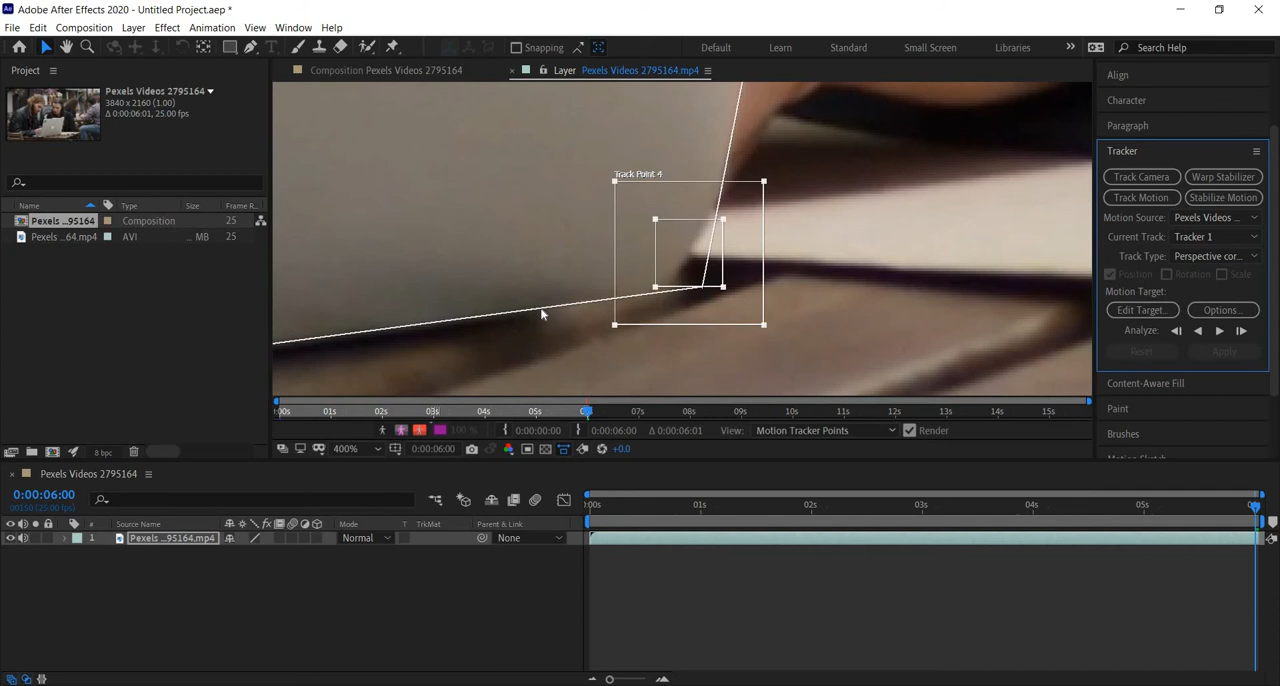 Adobe After Effects 2020 - Untitled Project.aep *
File Edit Composition Layer Effect Animation View Window Help
Snapping Default Learn Standard Small Screen Libraries Search Help
Project Composition Pexels Videos 2795164 Layer Pexels Videos 2795164.mp4
Pexels Videos 2795164
3840 x 2160 (1.00)
Δ 0:00:06:01, 25.00 fps
Name Type Size Frame R...
Pexels ...95164 Composition 25
Pexels ...64.mp4 AVI ... MB 25
8 bpc
Track Point 4
:00s 01s 02s 03s 04s 05s 07s 08s 09s 10s 11s 12s 13s 14s 15s
100 % 0:00:00:00 0:00:06:00 Δ 0:00:06:01 View: Motion Tracker Points Render
400% 0:00:06:00 +0.0
Align
Character
Paragraph
Tracker
Track Camera Warp Stabilizer
Track Motion Stabilize Motion
Motion Source: Pexels Videos ...
Current Track: Tracker 1
Track Type: Perspective cor...
Position Rotation Scale
Motion Target:
Edit Target... Options...
Analyze:
Reset Apply
Content-Aware Fill
Paint
Brushes
Pexels Videos 2795164
0:00:06:00
00150 (25.00 fps)
:00s 01s 02s 03s 04s 05s
# Source Name Mode T TrkMat Parent & Link
1 Pexels ...95164.mp4 Normal None